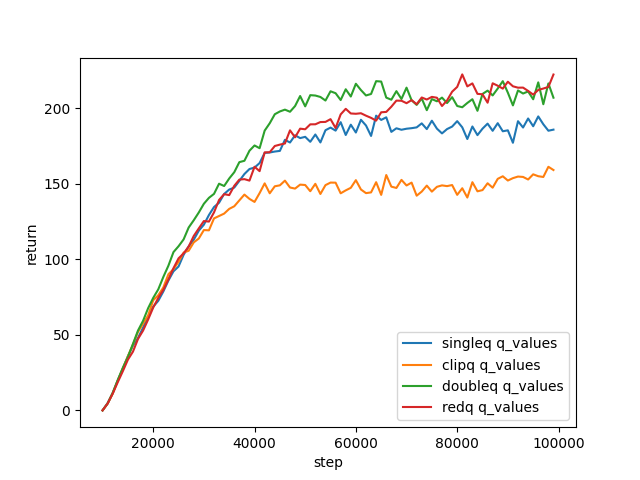 return
200
150
100
50
0
singleq q_values
clipq q_values
doubleq q_values
redq q_values
20000 40000 60000 80000 100000
step